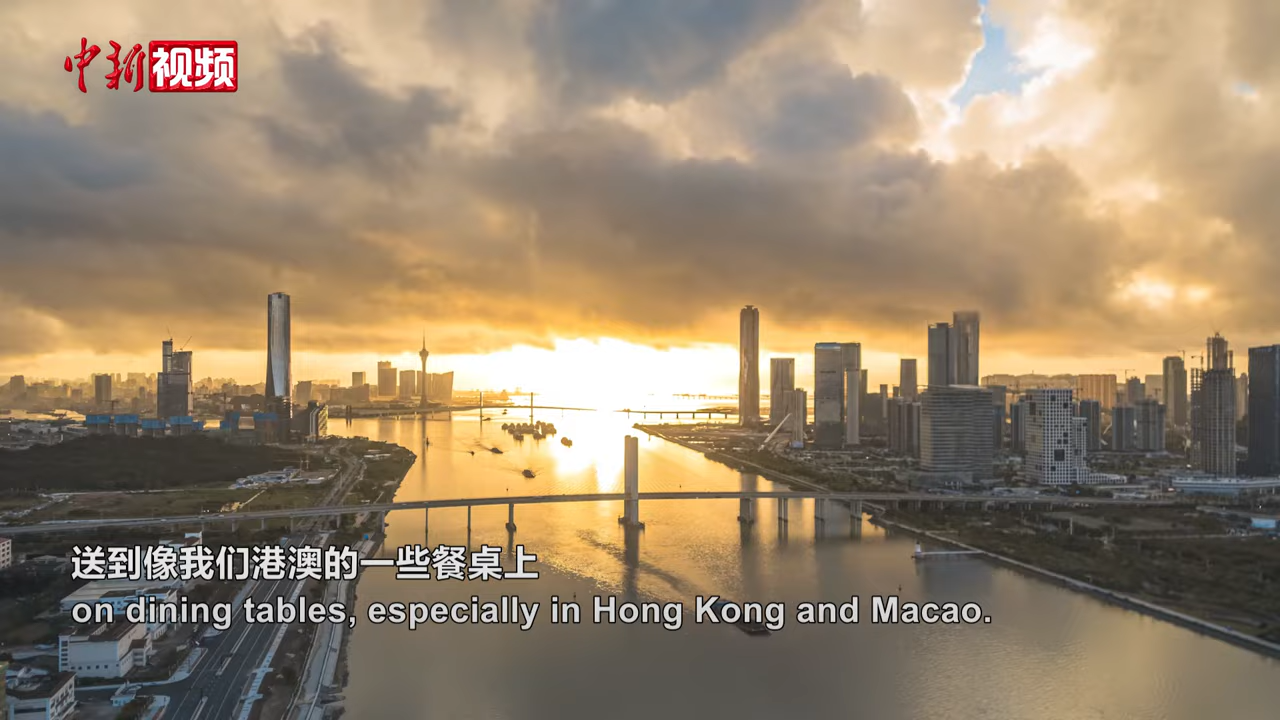 中新视频
送到像我们港澳的一些餐桌上
on dining tables, especially in Hong Kong and Macao.